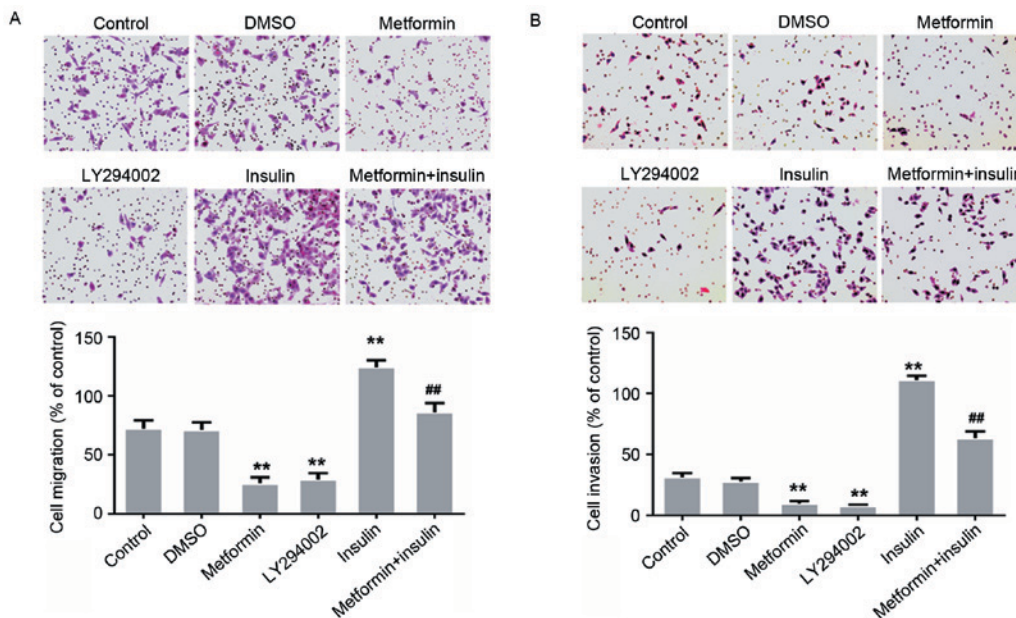 A
Control DMSO Metformin
LY294002 Insulin Metformin+insulin
Cell migration (% of control)
150
100
50
0
**
**
**
##
Control
DMSO
Metformin
LY294002
Insulin
Metformin+insulin
B
Control DMSO Metformin
LY294002 Insulin Metformin+insulin
Cell invasion (% of control)
150
100
50
0
**
**
**
##
Control
DMSO
Metformin
LY294002
Insulin
Metformin+insulin